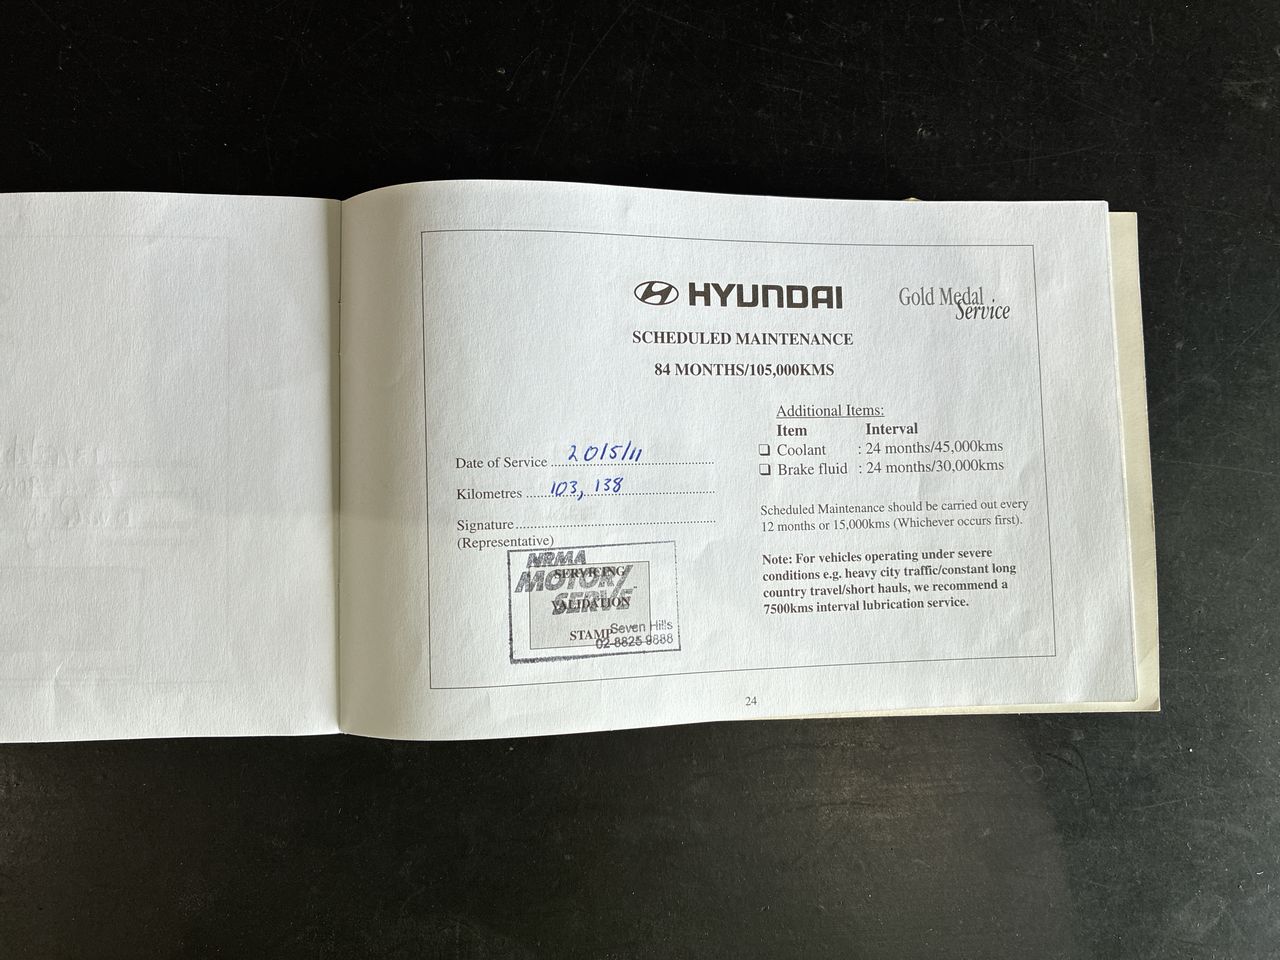 HYUNDAI
Gold Medal
Service
SCHEDULED MAINTENANCE
84 MONTHS/105,000KMS
Additional Items:
Item Interval
❑ Coolant : 24 months/45,000kms
❑ Brake fluid : 24 months/30,000kms
Date of Service 20/5/11
Kilometres 103,138
Signature
(Representative)
Scheduled Maintenance should be carried out every
12 months or 15,000kms (Whichever occurs first).
Note: For vehicles operating under severe
conditions e.g. heavy city traffic/constant long
country travel/short hauls, we recommend a
7500kms interval lubrication service.
NRMA
MOTOR
SERVE
SERVICING
VALIDATION
STAMP
Seven Hills
02-8825 9888
24